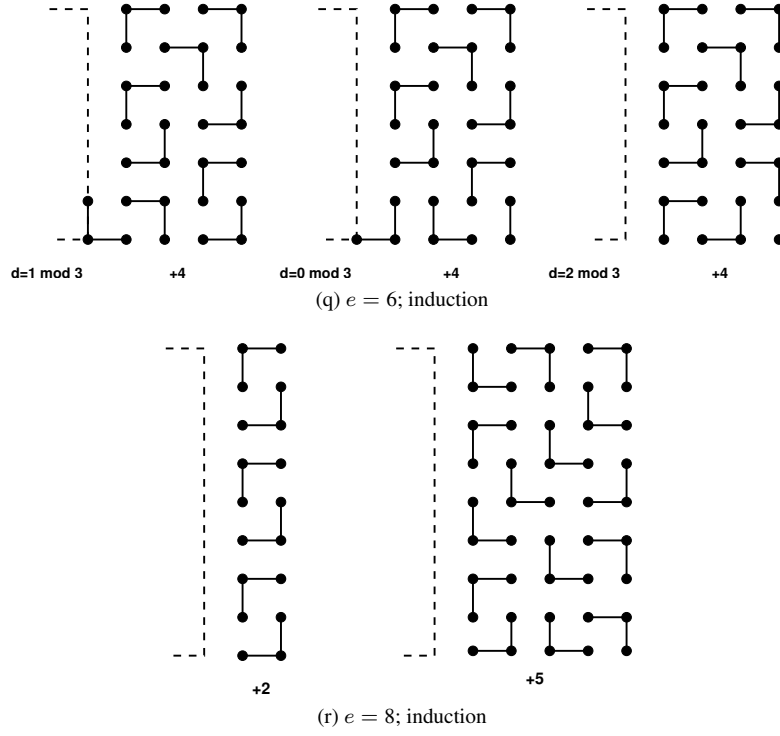 d=1 mod 3 +4 d=0 mod 3 +4 d=2 mod 3 +4
(q) e = 6; induction
+2 +5
(r) e = 8; induction